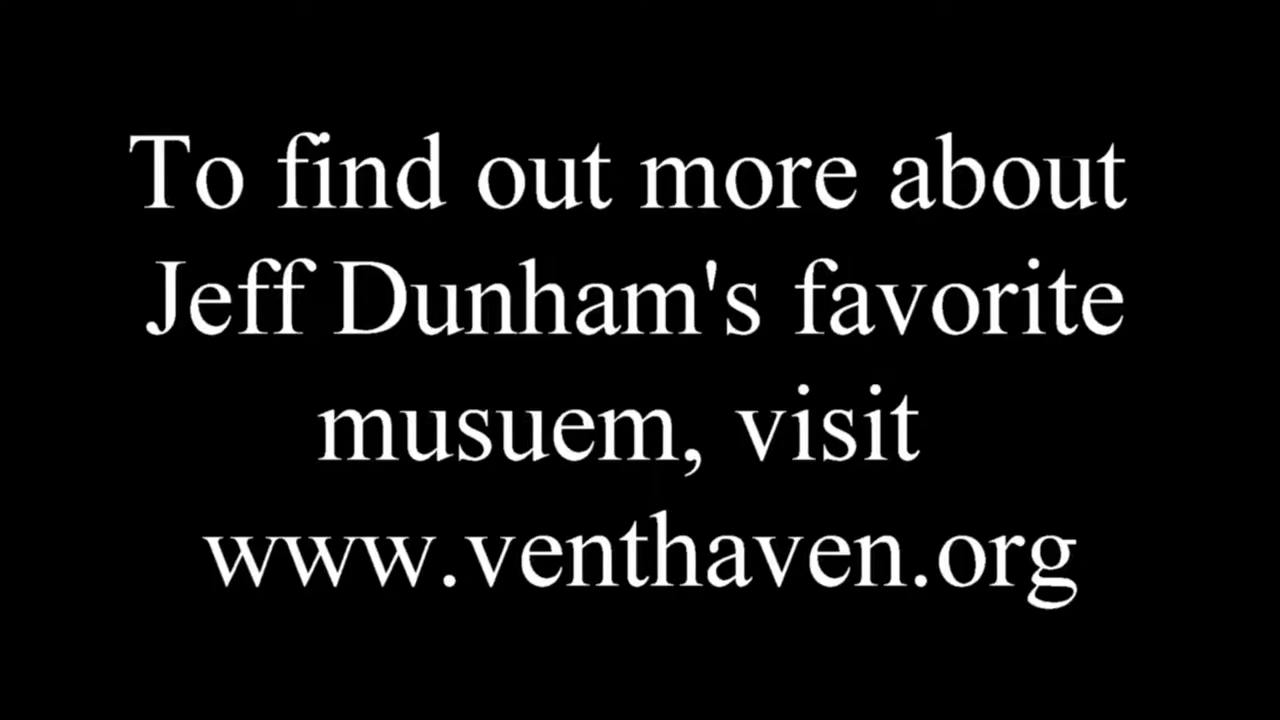 To find out more about
Jeff Dunham's favorite
musuem, visit
www.venthaven.org